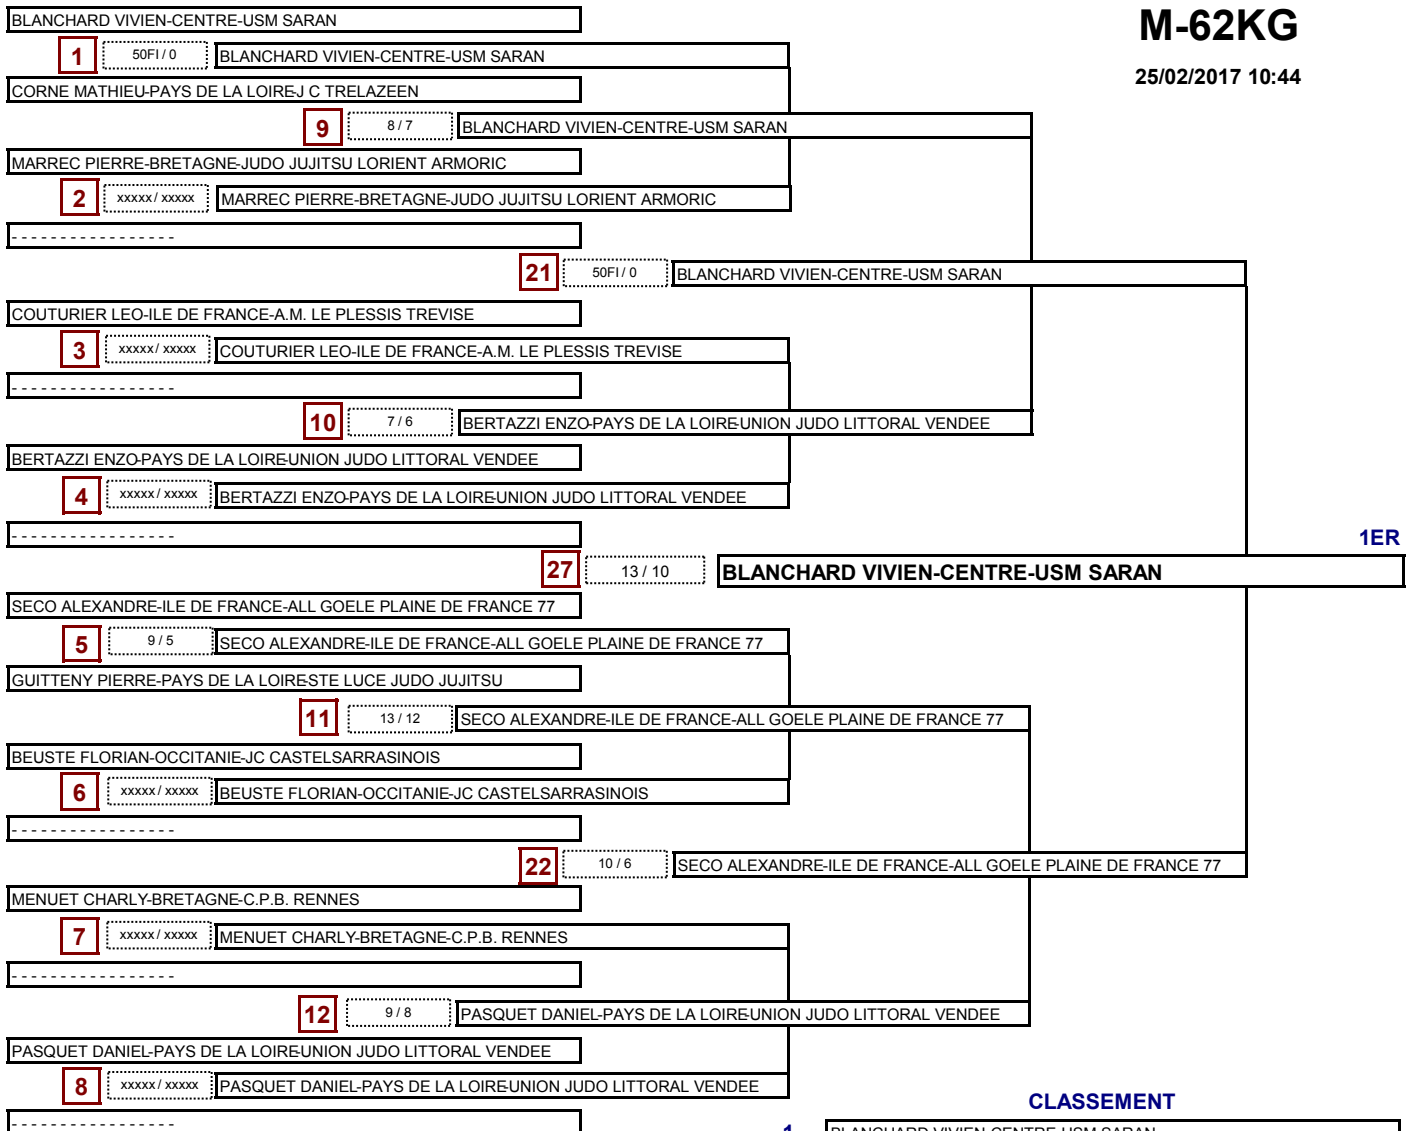 BLANCHARD VIVIEN-CENTRE-USM SARAN
M-62KG
1 50FI / 0 BLANCHARD VIVIEN-CENTRE-USM SARAN
25/02/2017 10:44
CORNE MATHIEU-PAYS DE LA LOIRE-J C TRELAZEEN
9 8 / 7 BLANCHARD VIVIEN-CENTRE-USM SARAN
MARREC PIERRE-BRETAGNE-JUDO JUJITSU LORIENT ARMORIC
2 xxxxx / xxxxx MARREC PIERRE-BRETAGNE-JUDO JUJITSU LORIENT ARMORIC
- - - - - - - - - - - - - - - - -
21 50FI / 0 BLANCHARD VIVIEN-CENTRE-USM SARAN
COUTURIER LEO-ILE DE FRANCE-A.M. LE PLESSIS TREVISE
3 xxxxx / xxxxx COUTURIER LEO-ILE DE FRANCE-A.M. LE PLESSIS TREVISE
- - - - - - - - - - - - - - - - -
10 7 / 6 BERTAZZI ENZO-PAYS DE LA LOIRE-UNION JUDO LITTORAL VENDEE
BERTAZZI ENZO-PAYS DE LA LOIRE-UNION JUDO LITTORAL VENDEE
4 xxxxx / xxxxx BERTAZZI ENZO-PAYS DE LA LOIRE-UNION JUDO LITTORAL VENDEE
- - - - - - - - - - - - - - - - -
1ER
27 13 / 10 BLANCHARD VIVIEN-CENTRE-USM SARAN
SECO ALEXANDRE-ILE DE FRANCE-ALL GOELE PLAINE DE FRANCE 77
5 9 / 5 SECO ALEXANDRE-ILE DE FRANCE-ALL GOELE PLAINE DE FRANCE 77
GUITTENY PIERRE-PAYS DE LA LOIRE-STE LUCE JUDO JUJITSU
11 13 / 12 SECO ALEXANDRE-ILE DE FRANCE-ALL GOELE PLAINE DE FRANCE 77
BEUSTE FLORIAN-OCCITANIE-JC CASTELSARRASINOIS
6 xxxxx / xxxxx BEUSTE FLORIAN-OCCITANIE-JC CASTELSARRASINOIS
- - - - - - - - - - - - - - - - -
22 10 / 6 SECO ALEXANDRE-ILE DE FRANCE-ALL GOELE PLAINE DE FRANCE 77
MENUET CHARLY-BRETAGNE-C.P.B. RENNES
7 xxxxx / xxxxx MENUET CHARLY-BRETAGNE-C.P.B. RENNES
- - - - - - - - - - - - - - - - -
12 9 / 8 PASQUET DANIEL-PAYS DE LA LOIRE-UNION JUDO LITTORAL VENDEE
PASQUET DANIEL-PAYS DE LA LOIRE-UNION JUDO LITTORAL VENDEE
8 xxxxx / xxxxx PASQUET DANIEL-PAYS DE LA LOIRE-UNION JUDO LITTORAL VENDEE
CLASSEMENT
- - - - - - - - - - - - - - - - -
1 BLANCHARD VIVIEN-CENTRE-USM SARAN